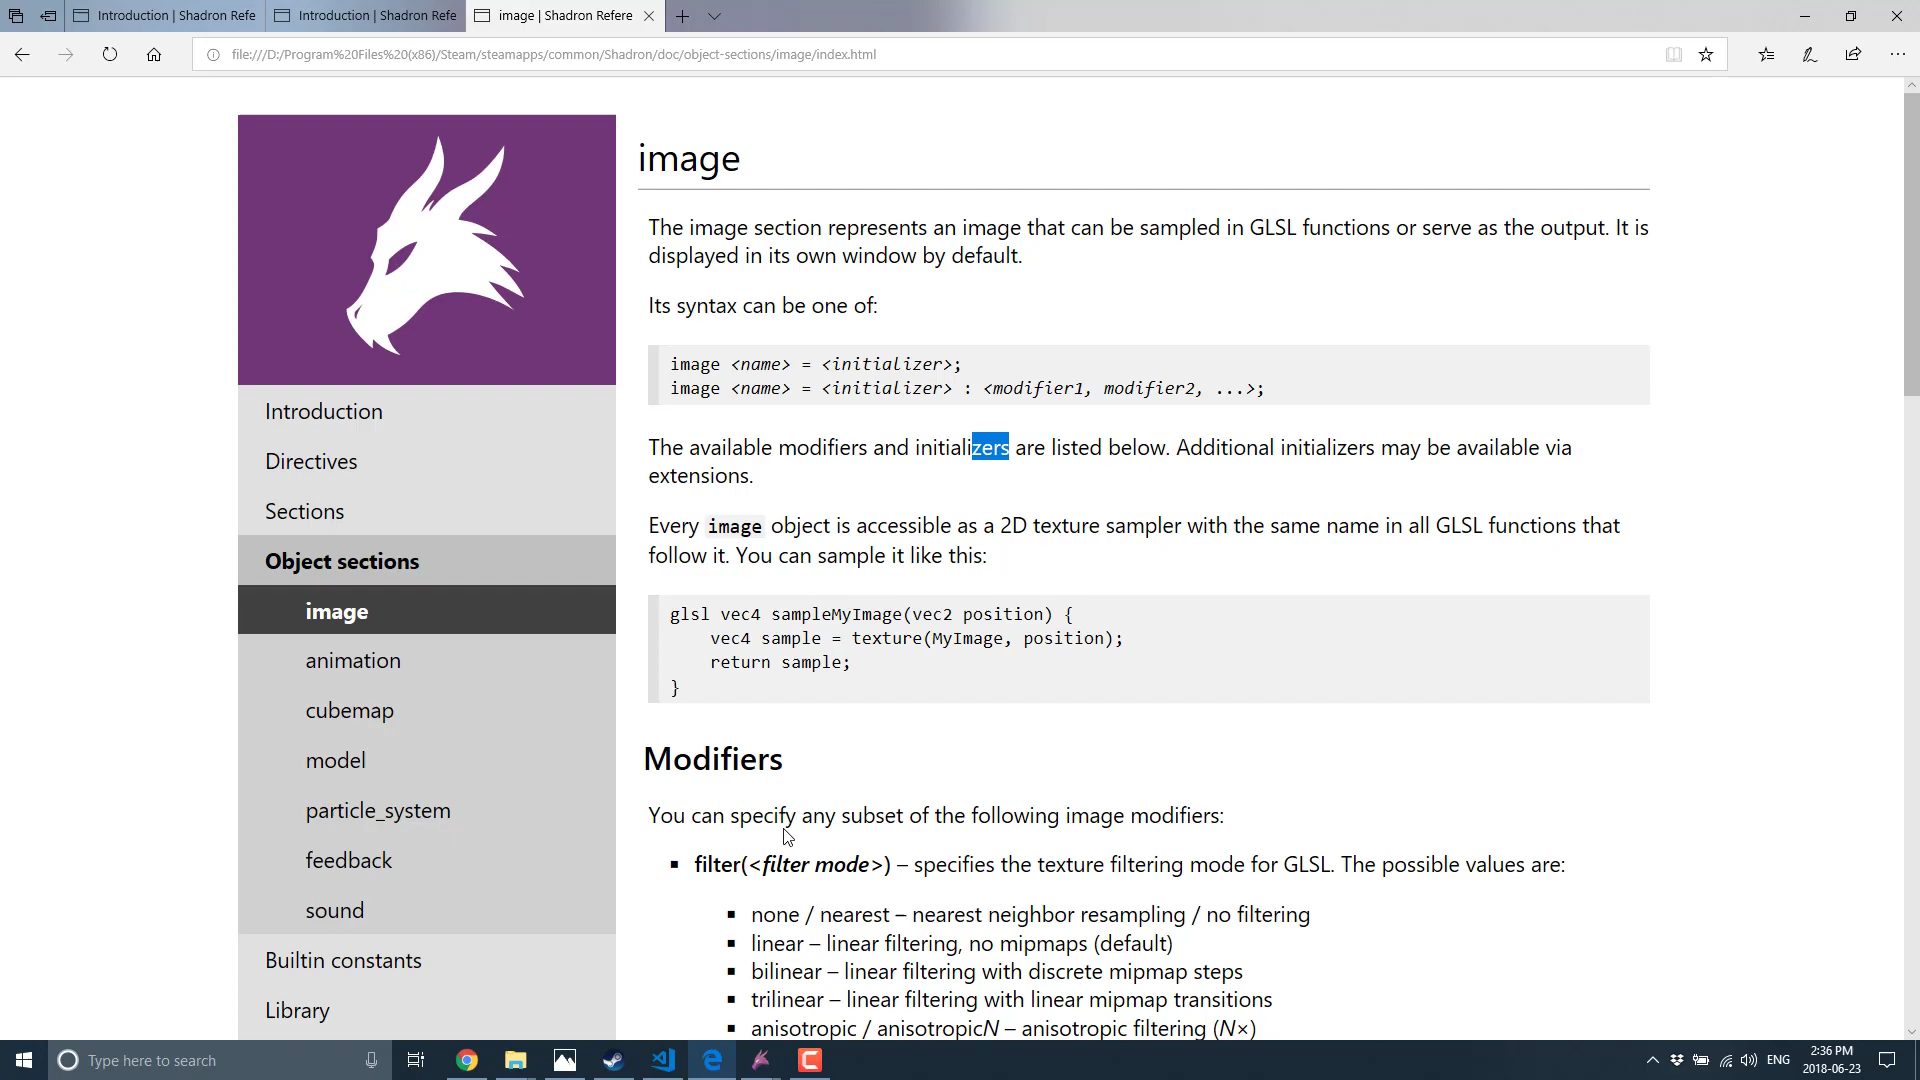 Introduction | Shadron Refe
Introduction | Shadron Refe
image | Shadron Refere
file:///D:/Program%20Files%20(x86)/Steam/steamapps/common/Shadron/doc/object-sections/image/index.html
Introduction
Directives
Sections
Object sections
image
animation
cubemap
model
particle_system
feedback
sound
Builtin constants
Library
image
The image section represents an image that can be sampled in GLSL functions or serve as the output. It is
displayed in its own window by default.
Its syntax can be one of:
image <name> = <initializer>;
image <name> = <initializer> : <modifier1, modifier2, ...>;
The available modifiers and initializers are listed below. Additional initializers may be available via
extensions.
Every image object is accessible as a 2D texture sampler with the same name in all GLSL functions that
follow it. You can sample it like this:
glsl vec4 sampleMyImage(vec2 position) {
vec4 sample = texture(MyImage, position);
return sample;
}
Modifiers
You can specify any subset of the following image modifiers:
▪ filter(<filter mode>) – specifies the texture filtering mode for GLSL. The possible values are:
▪ none / nearest – nearest neighbor resampling / no filtering
▪ linear – linear filtering, no mipmaps (default)
▪ bilinear – linear filtering with discrete mipmap steps
▪ trilinear – linear filtering with linear mipmap transitions
▪ anisotropic / anisotropicN – anisotropic filtering (N×)
Type here to search
ENG
2:36 PM
2018-06-23